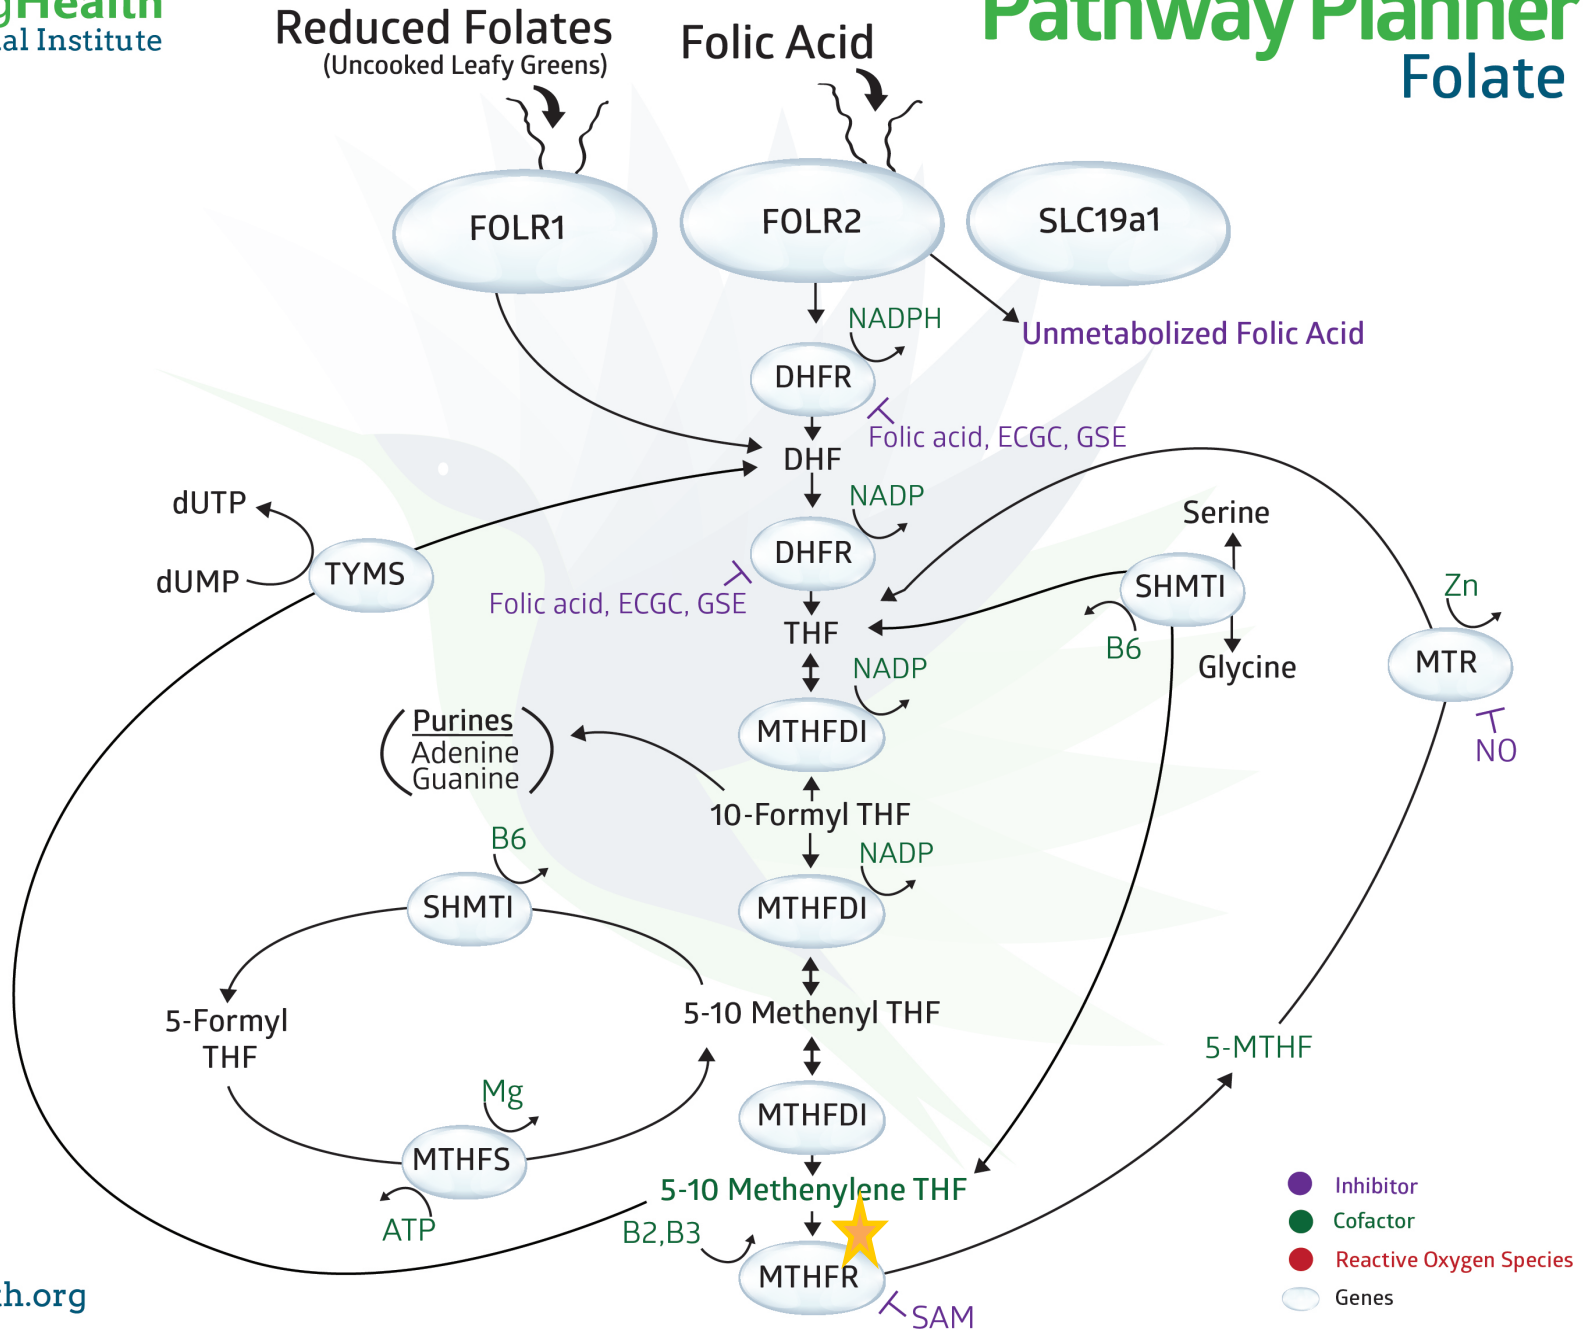 gHealth
al Institute
Pathway Planner
Folate
Reduced Folates
(Uncooked Leafy Greens)
Folic Acid
FOLR1
FOLR2
SLC19a1
NADPH
Unmetabolized Folic Acid
DHFR
Folic acid, ECGC, GSE
DHF
NADP
dUTP
dUMP
TYMS
DHFR
Folic acid, ECGC, GSE
THF
Serine
SHMTI
B6
Glycine
Zn
MTR
NO
NADP
MTHFDI
Purines
Adenine
Guanine
10-Formyl THF
NADP
B6
SHMTI
MTHFDI
5-10 Methenyl THF
5-Formyl
THF
5-MTHF
Mg
MTHFS
ATP
MTHFDI
5-10 Methenylene THF
B2,B3
MTHFR
SAM
Inhibitor
Cofactor
Reactive Oxygen Species
Genes
h.org